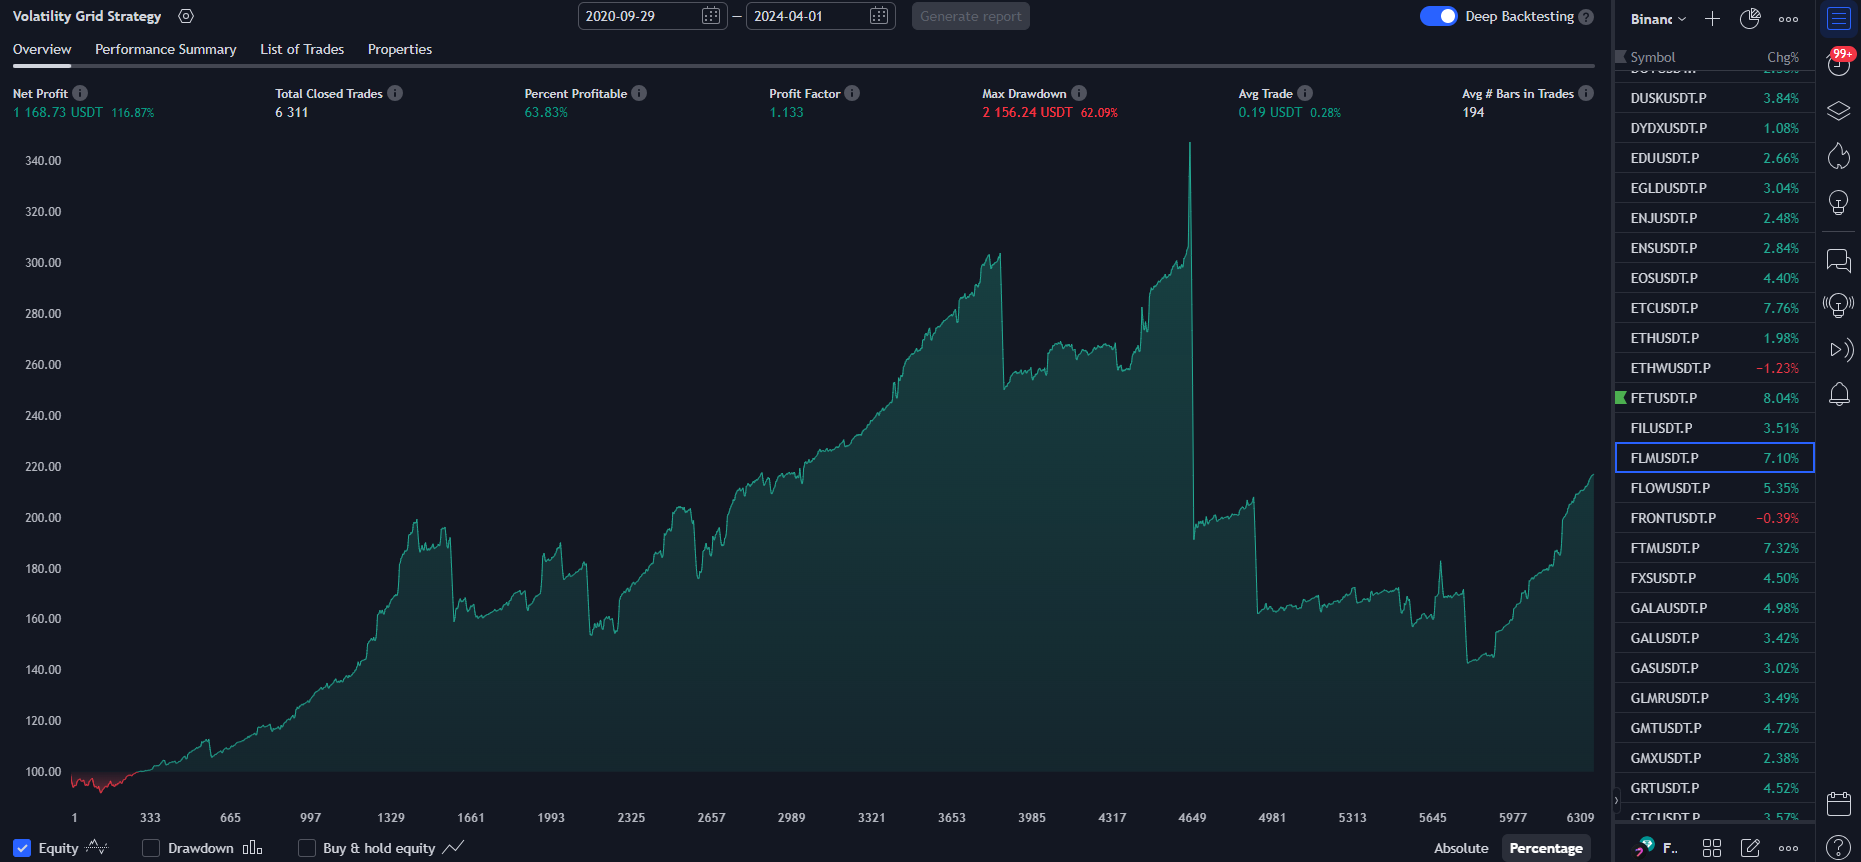 Volatility Grid Strategy
2020-09-29 — 2024-04-01 Generate report
Deep Backtesting
Overview Performance Summary List of Trades Properties
Net Profit Total Closed Trades Percent Profitable Profit Factor Max Drawdown Avg Trade Avg # Bars in Trades
1 168.73 USDT 116.87% 6 311 63.83% 1.133 2 156.24 USDT 62.09% 0.19 USDT 0.28% 194
340.00
320.00
300.00
280.00
260.00
240.00
220.00
200.00
180.00
160.00
140.00
120.00
100.00
1 333 665 997 1329 1661 1993 2325 2657 2989 3321 3653 3985 4317 4649 4981 5313 5645 5977 6309
Equity Drawdown Buy & hold equity Absolute Percentage
Binanc
99+
Symbol Chg%
DUSKUSDT.P 3.84%
DYDXUSDT.P 1.08%
EDUUSDT.P 2.66%
EGLDUSDT.P 3.04%
ENJUSDT.P 2.48%
ENSUSDT.P 2.84%
EOSUSDT.P 4.40%
ETCUSDT.P 7.76%
ETHUSDT.P 1.98%
ETHWUSDT.P −1.23%
FETUSDT.P 8.04%
FILUSDT.P 3.51%
FLMUSDT.P 7.10%
FLOWUSDT.P 5.35%
FRONTUSDT.P −0.39%
FTMUSDT.P 7.32%
FXSUSDT.P 4.50%
GALAUSDT.P 4.98%
GALUSDT.P 3.42%
GASUSDT.P 3.02%
GLMRUSDT.P 3.49%
GMTUSDT.P 4.72%
GMXUSDT.P 2.38%
GRTUSDT.P 4.52%
GTCUSDT.P 3.57%
F..